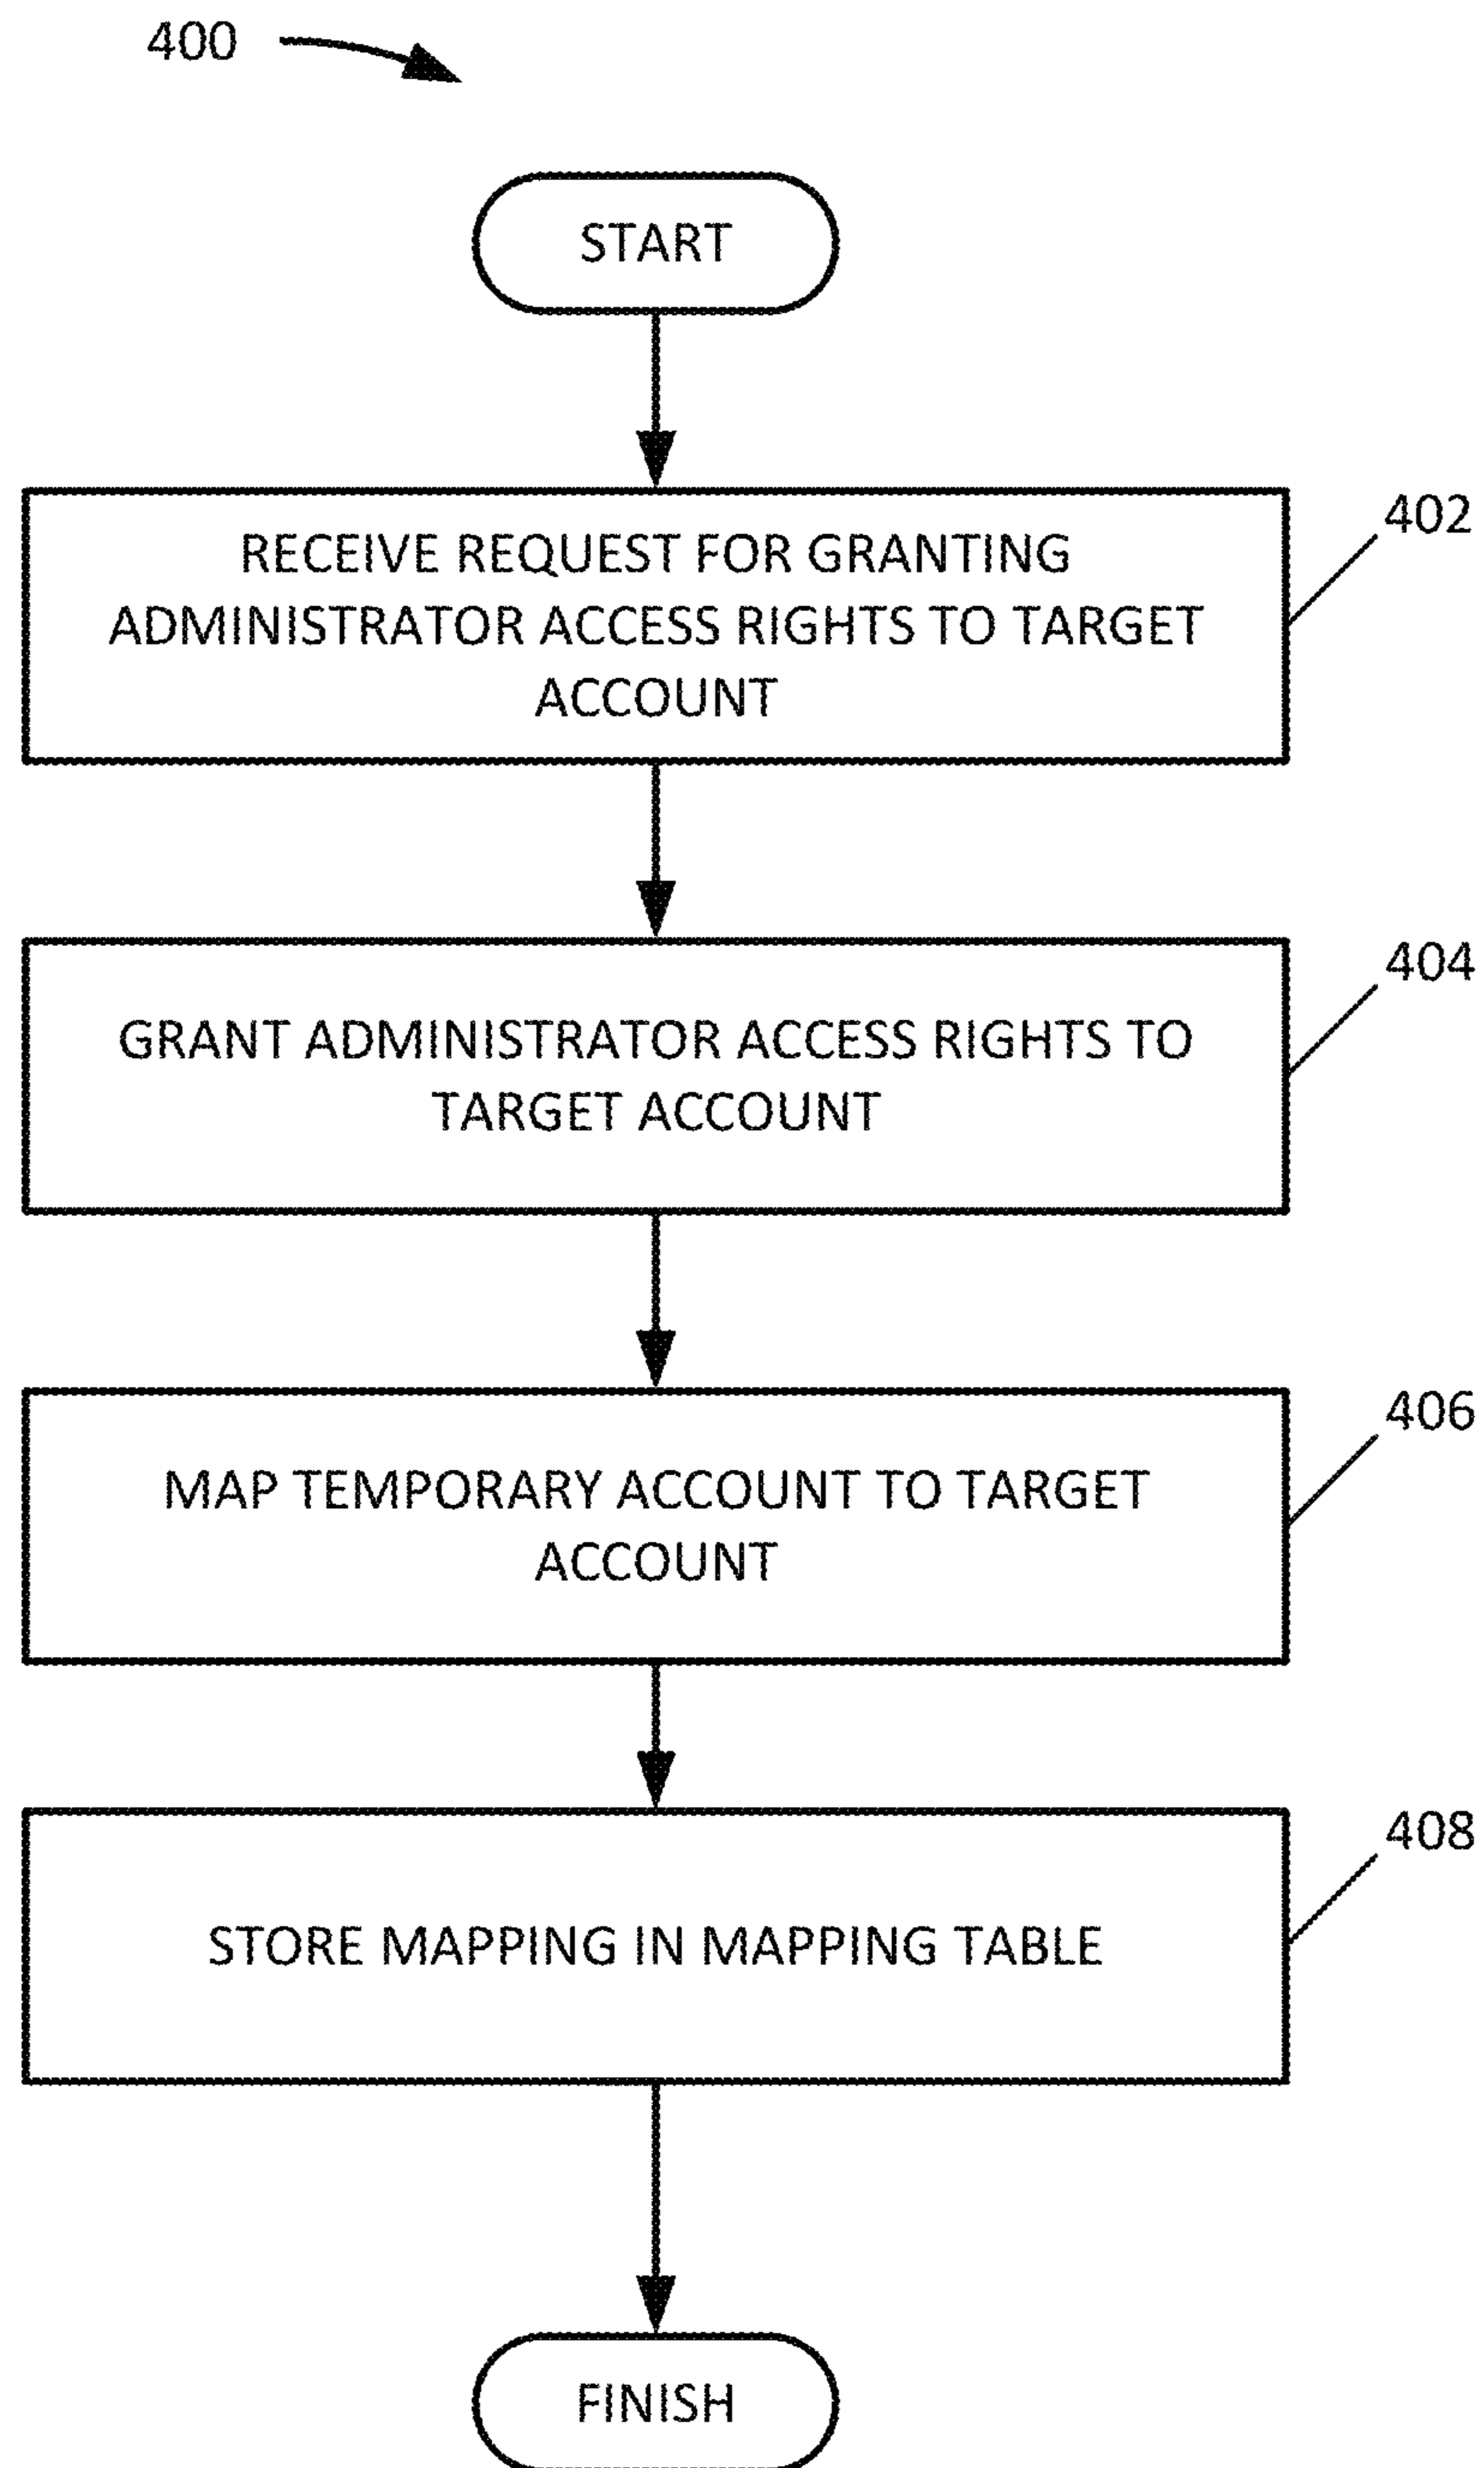 400
START
RECEIVE REQUEST FOR GRANTING
ADMINISTRATOR ACCESS RIGHTS TO TARGET
ACCOUNT
402
GRANT ADMINISTRATOR ACCESS RIGHTS TO
TARGET ACCOUNT
404
MAP TEMPORARY ACCOUNT TO TARGET
ACCOUNT
406
STORE MAPPING IN MAPPING TABLE
408
FINISH